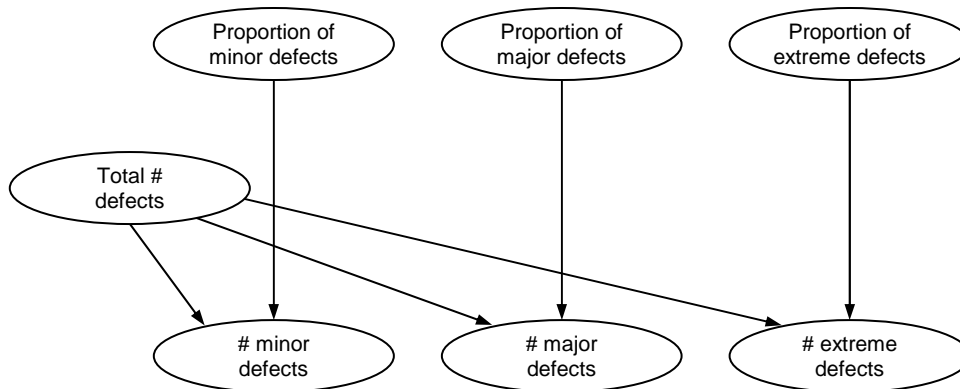 Proportion of
minor defects
Proportion of
major defects
Proportion of
extreme defects
Total #
defects
# minor
defects
# major
defects
# extreme
defects